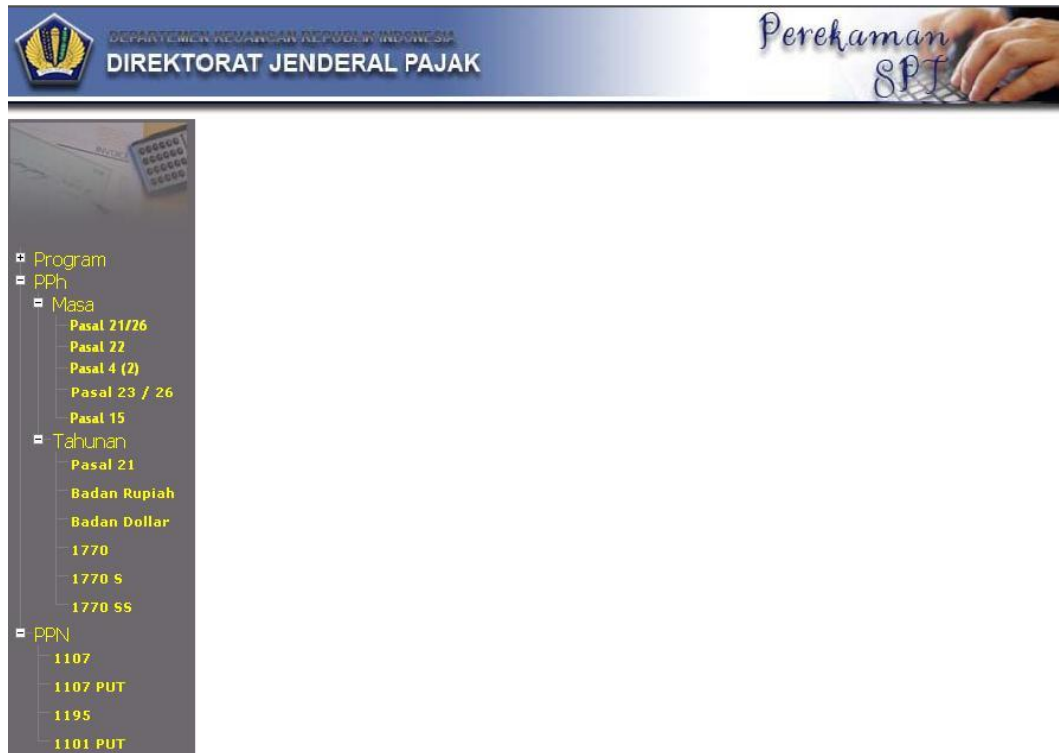 DEPARTEMEN KEUANGAN REPUBLIK INDONESIA
DIREKTORAT JENDERAL PAJAK
Perekaman
SPT
INVOICE
Program
PPh
Masa
Pasal 21/26
Pasal 22
Pasal 4 (2)
Pasal 23 / 26
Pasal 15
Tahunan
Pasal 21
Badan Rupiah
Badan Dollar
1770
1770 S
1770 SS
PPN
1107
1107 PUT
1195
1101 PUT